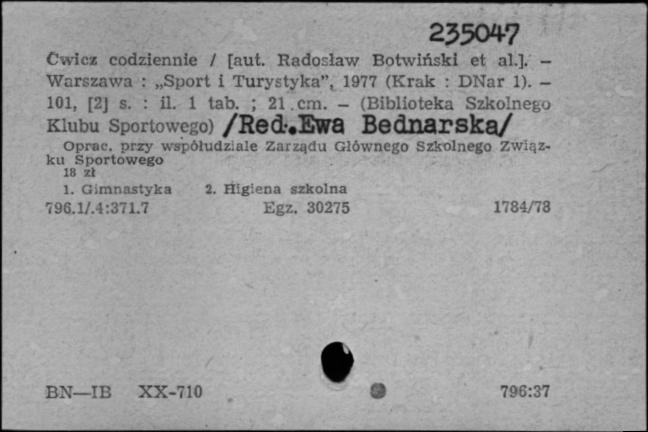 235047
Ćwicz codziennie / [aut. Radosław Botwiński et al.]. —
Warszawa : „Sport i Turystyka”, 1977 (Krak : DNar 1). —
101, [2] s. : il. 1 tab. ; 21 cm. — (Biblioteka Szkolnego
Klubu Sportowego) /Red. Ewa Bednarska/
Oprac. przy współudziale Zarządu Głównego Szkolnego Związ-
ku Sportowego
18 zł
1. Gimnastyka 2. Higiena szkolna
796.1/.4:371.7 Egz. 30275 1784/78
BN—IB XX-710 796:37